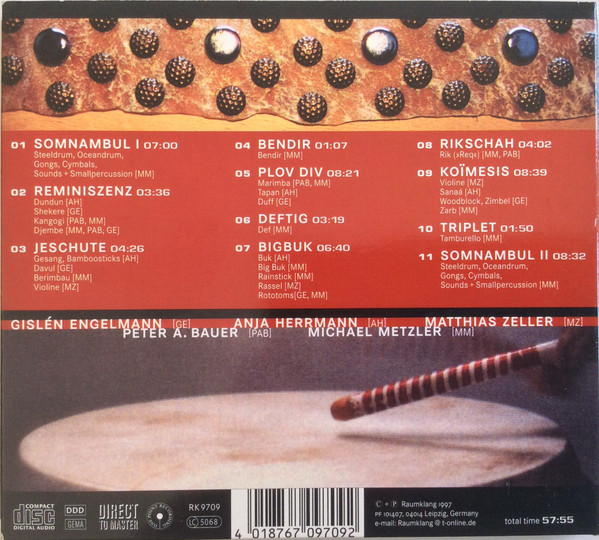 01 SOMNAMBUL I 07:00
Steeldrum, Oceandrum,
Gongs, Cymbals,
Sounds + Smallpercussion [MM]
02 REMINISZENZ 03:36
Dundun [AH]
Shekere [GE]
Kangogi [PAB, MM]
Djembe [MM, PAB, GE]
03 JESCHUTE 04:26
Gesang, Bamboosticks [AH]
Davul [GE]
Berimbau [MM]
Violine [MZ]
04 BENDIR 01:07
Bendir [MM]
05 PLOV DIV 08:21
Marimba [PAB, MM]
Tapan [AH]
Duff [GE]
06 DEFTIG 03:19
Def [MM]
07 BIGBUK 06:40
Buk [AH]
Big Buk [MM]
Rainstick [MM]
Rassel [MZ]
Rototoms[GE, MM]
08 RIKSCHAH 04:02
Rik (»Req«) [MM, PAB]
09 KOÏMESIS 08:39
Violine [MZ]
Sanaá [AH]
Woodblock, Zimbel [GE]
Zarb [MM]
10 TRIPLET 01:50
Tamburello [MM]
11 SOMNAMBUL II 08:32
Steeldrum, Oceandrum,
Gongs, Cymbals,
Sounds + Smallpercussion [MM]
GISLÉN ENGELMANN [GE] ANJA HERRMANN [AH] MATTHIAS ZELLER [MZ]
PETER A. BAUER [PAB] MICHAEL METZLER [MM]
COMPACT
disc
DIGITAL AUDIO
DDD
GEMA
DIRECT
TO MASTER
RK 9709
LC 5068
4 018767 097092
© + ℗ Raumklang 1997
PF 101407, 04014 Leipzig, Germany
e-mail: Raumklang @ t-online.de
total time 57:55